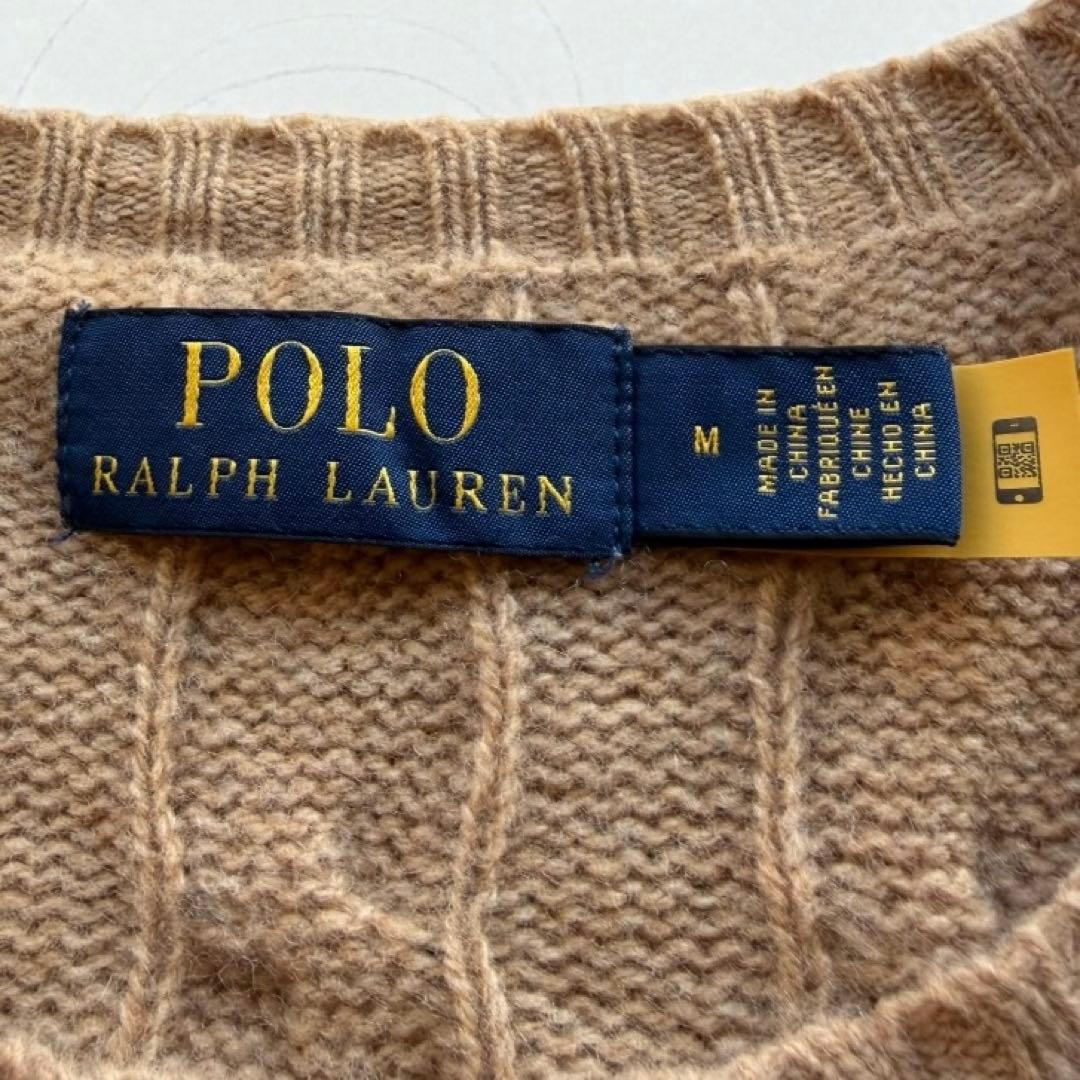 POLO
RALPH LAUREN
M
MADE IN
CHINA
FABRIQUÉ EN
CHINE
HECHO EN
CHINA